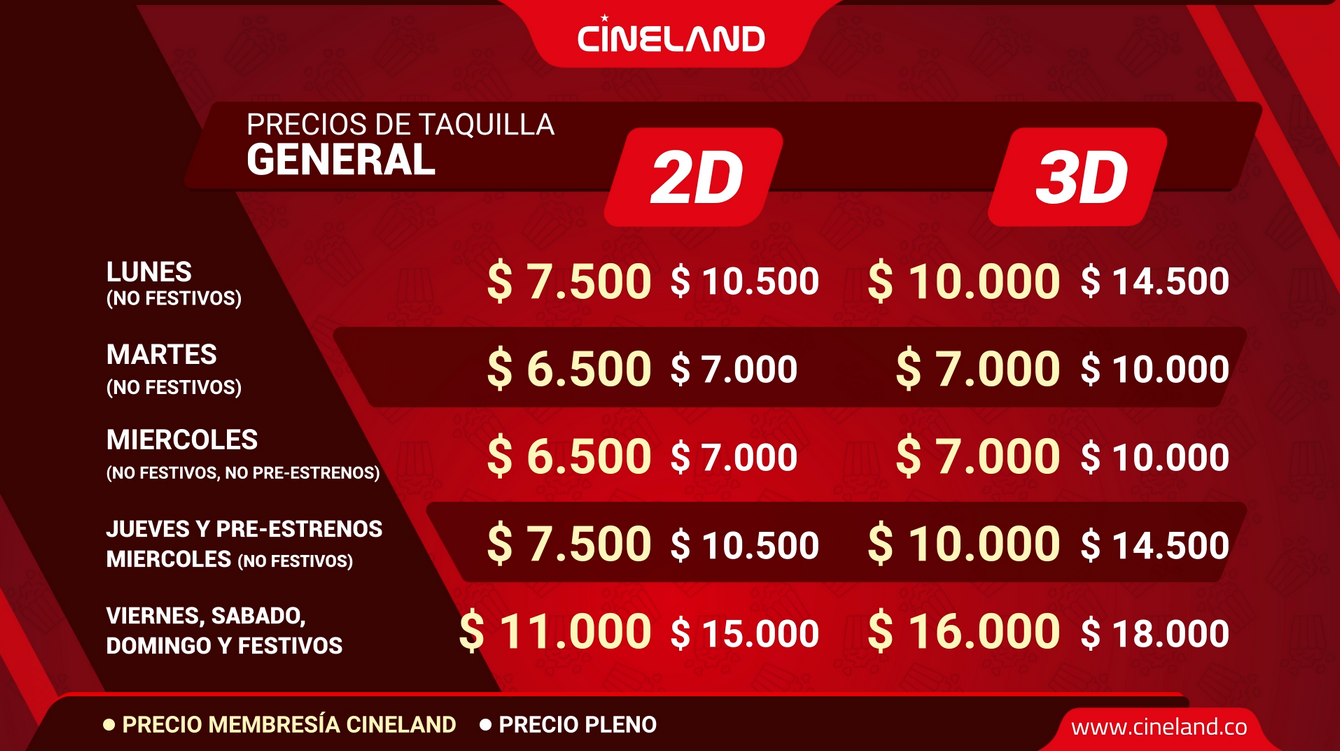 CINELAND
PRECIOS DE TAQUILLA
GENERAL
2D
3D
LUNES
(NO FESTIVOS)
$ 7.500 $ 10.500 $ 10.000 $ 14.500
MARTES
(NO FESTIVOS)
$ 6.500 $ 7.000 $ 7.000 $ 10.000
MIERCOLES
(NO FESTIVOS, NO PRE-ESTRENOS)
$ 6.500 $ 7.000 $ 7.000 $ 10.000
JUEVES Y PRE-ESTRENOS
MIERCOLES (NO FESTIVOS)
$ 7.500 $ 10.500 $ 10.000 $ 14.500
VIERNES, SABADO,
DOMINGO Y FESTIVOS
$ 11.000 $ 15.000 $ 16.000 $ 18.000
PRECIO MEMBRESÍA CINELAND
PRECIO PLENO
www.cineland.co